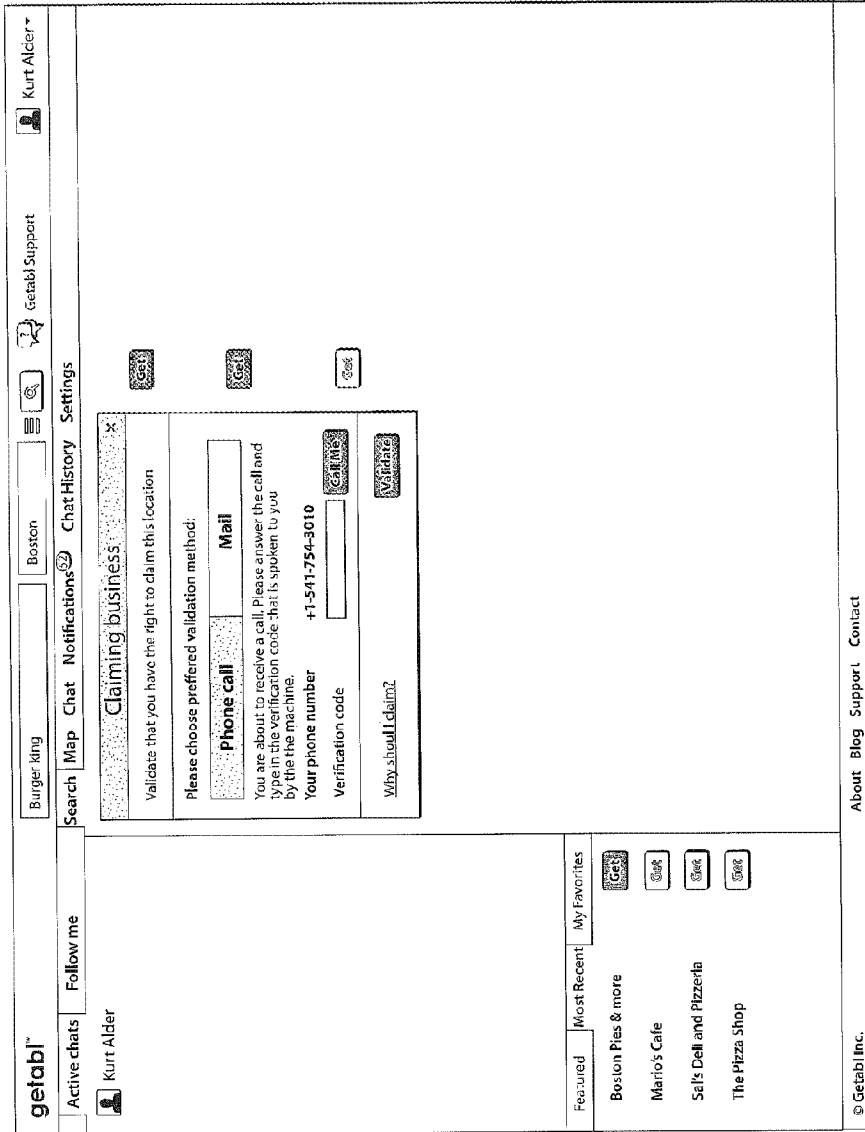 getabl™
Burger king
Boston
Getabl Support
Kurt Alder
Active chats
Follow me
Search
Map
Chat
Notifications 62
Chat History
Settings
Kurt Alder
Claiming business
×
Validate that you have the right to claim this location
Get
Please choose preffered validation method:
Phone call
Mail
Get
You are about to receive a call. Please answer the call and
type in the verification code that is spoken to you
by the the machine.
Your phone number
+1-541-754-3010
Verification code
Call Me
Get
Why shoul I claim?
Validate
Featured
Most Recent
My Favorites
Boston Pies & more
Get
Mario's Cafe
Get
Sal's Deli and Pizzeria
Get
The Pizza Shop
Get
© Getabl Inc.
About
Blog
Support
Contact